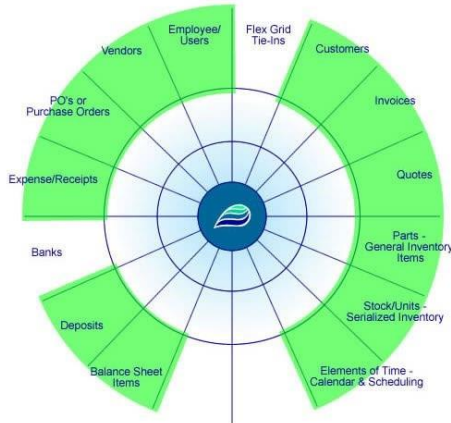 Employee/
Users
Flex Grid
Tie-Ins
Customers
Invoices
Quotes
Parts -
General Inventory
Items
Stock/Units -
Serialized Inventory
Elements of Time -
Calendar & Scheduling
Balance Sheet
Items
Deposits
Banks
Expense/Receipts
PO's or
Purchase Orders
Vendors